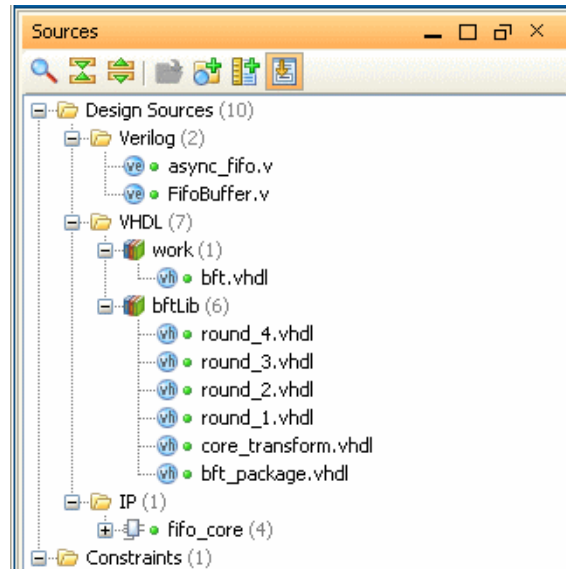 Sources
Design Sources (10)
Verilog (2)
async_fifo.v
FifoBuffer.v
VHDL (7)
work (1)
bft.vhdl
bftLib (6)
round_4.vhdl
round_3.vhdl
round_2.vhdl
round_1.vhdl
core_transform.vhdl
bft_package.vhdl
IP (1)
fifo_core (4)
Constraints (1)